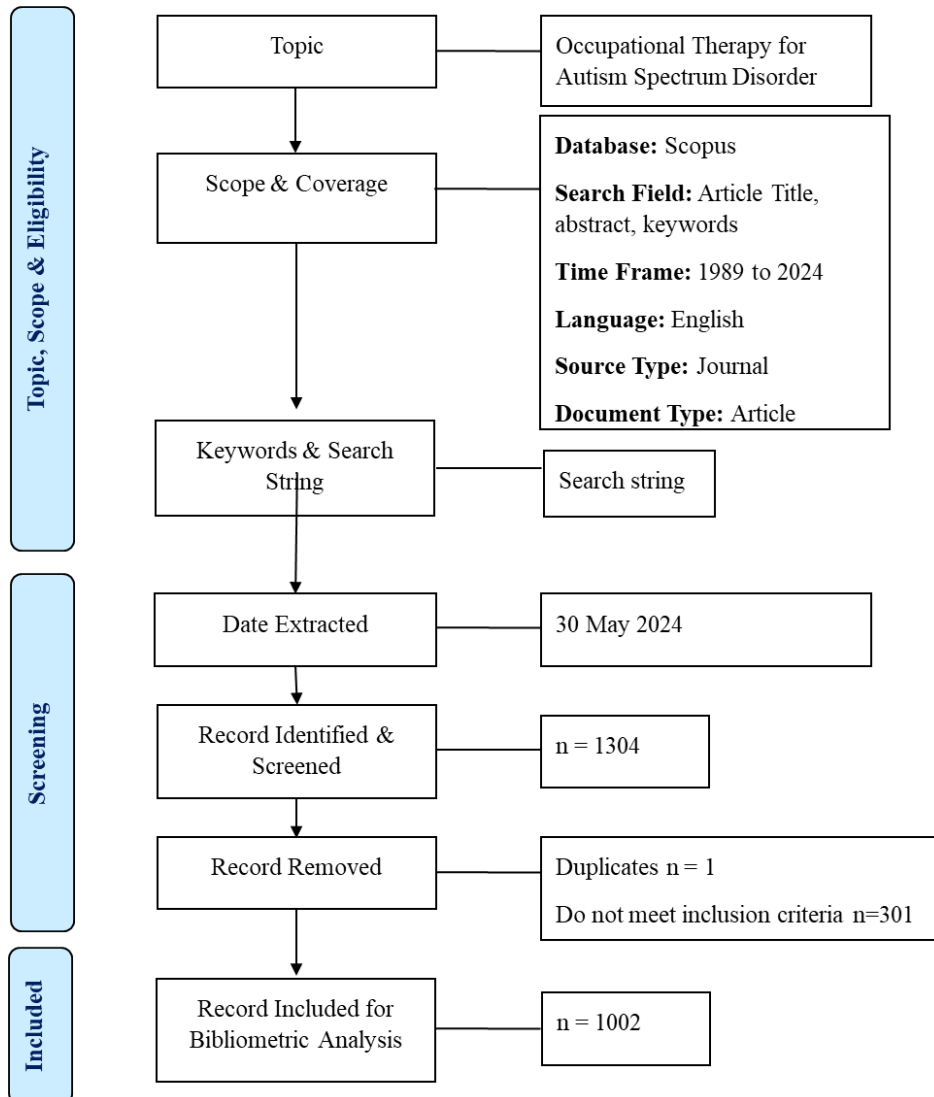 Topic, Scope & Eligibility
Topic
Occupational Therapy for
Autism Spectrum Disorder
Scope & Coverage
Database: Scopus
Search Field: Article Title,
abstract, keywords
Time Frame: 1989 to 2024
Language: English
Source Type: Journal
Document Type: Article
Keywords & Search
String
Search string
Screening
Date Extracted
30 May 2024
Record Identified &
Screened
n = 1304
Record Removed
Duplicates n = 1
Do not meet inclusion criteria n=301
Included
Record Included for
Bibliometric Analysis
n = 1002